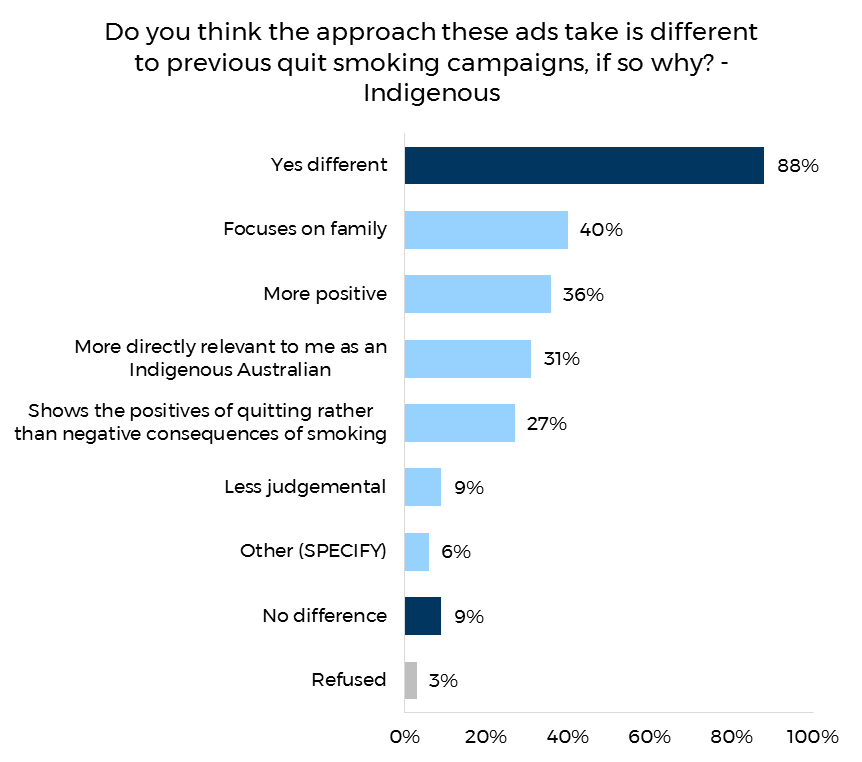 Do you think the approach these ads take is different
to previous quit smoking campaigns, if so why? -
Indigenous
Yes different
88%
Focuses on family
40%
More positive
36%
More directly relevant to me as an
Indigenous Australian
31%
Shows the positives of quitting rather
than negative consequences of smoking
27%
Less judgemental
9%
Other (SPECIFY)
6%
No difference
9%
Refused
3%
0% 20% 40% 60% 80% 100%